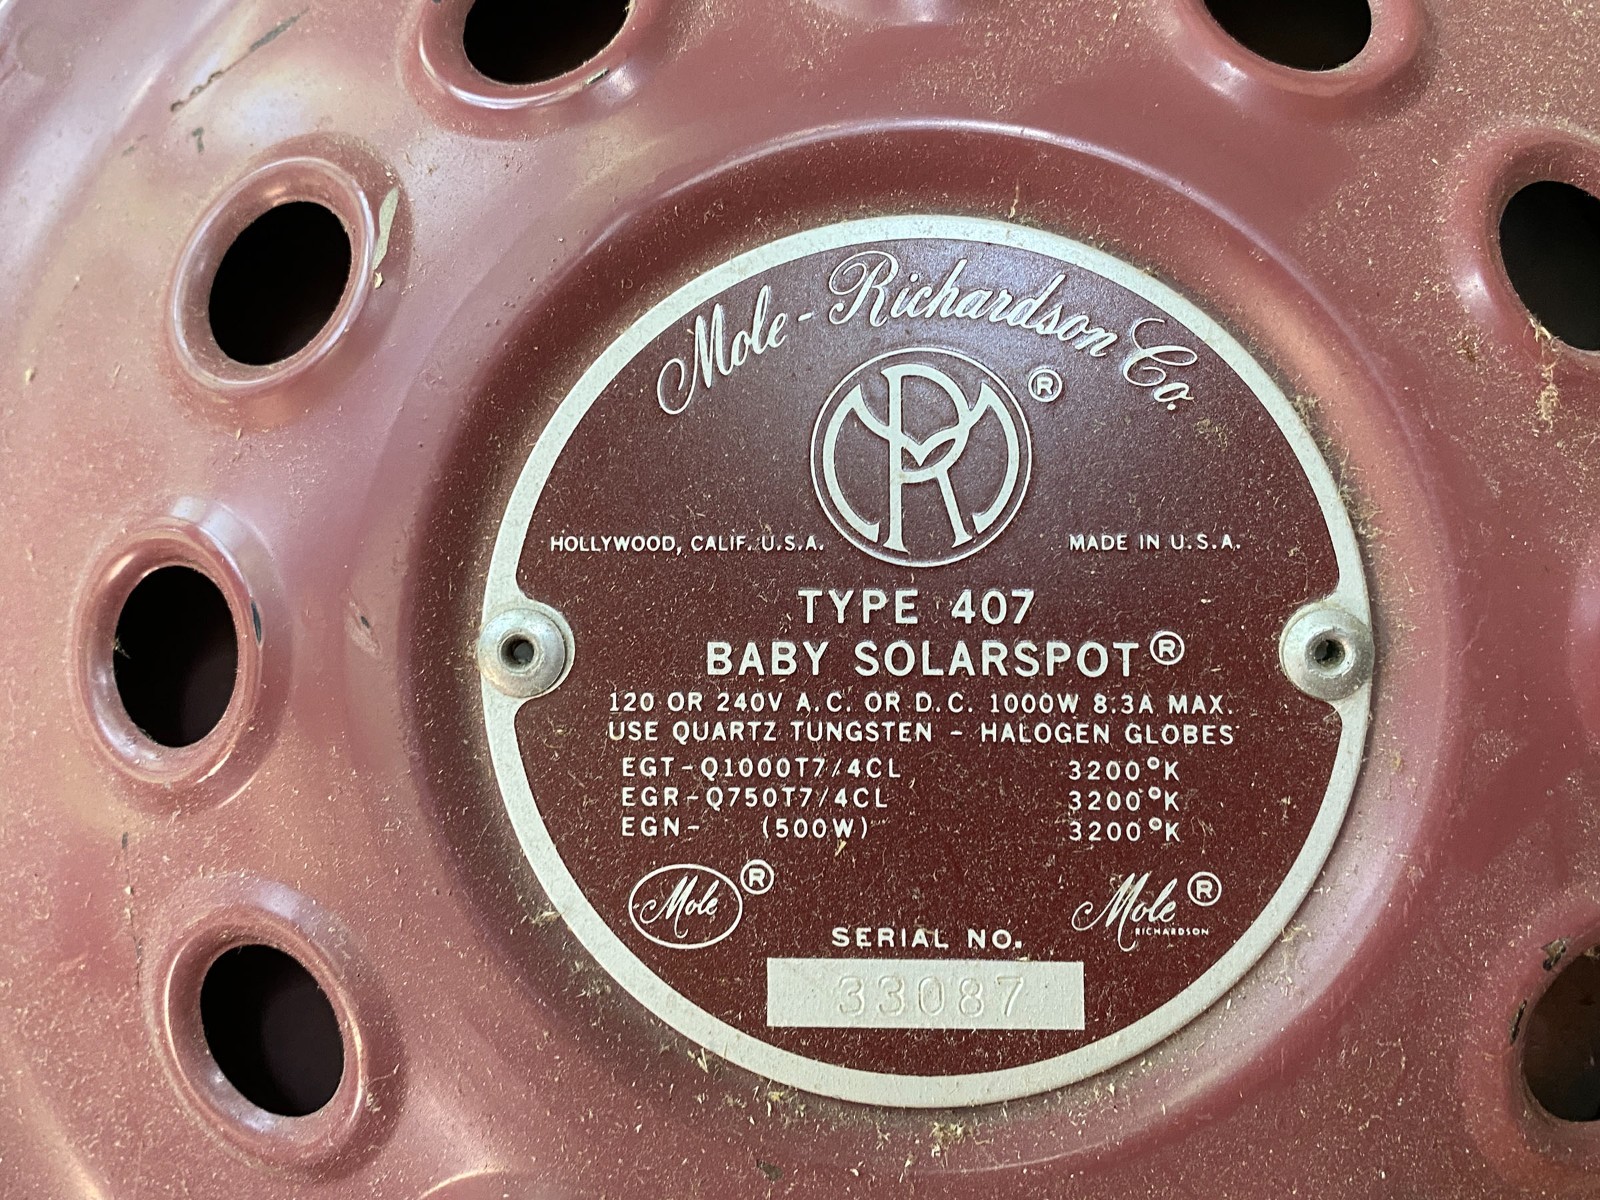 Mole-Richardson Co.
MR ®
HOLLYWOOD, CALIF. U.S.A.
MADE IN U.S.A.
TYPE 407
BABY SOLARSPOT®
120 OR 240V A.C. OR D.C. 1000W 8.3A MAX.
USE QUARTZ TUNGSTEN - HALOGEN GLOBES
EGT-Q1000T7/4CL 3200°K
EGR-Q750T7/4CL 3200°K
EGN- (500W) 3200°K
Mole ®
Mole ®
RICHARDSON
SERIAL NO.
33087